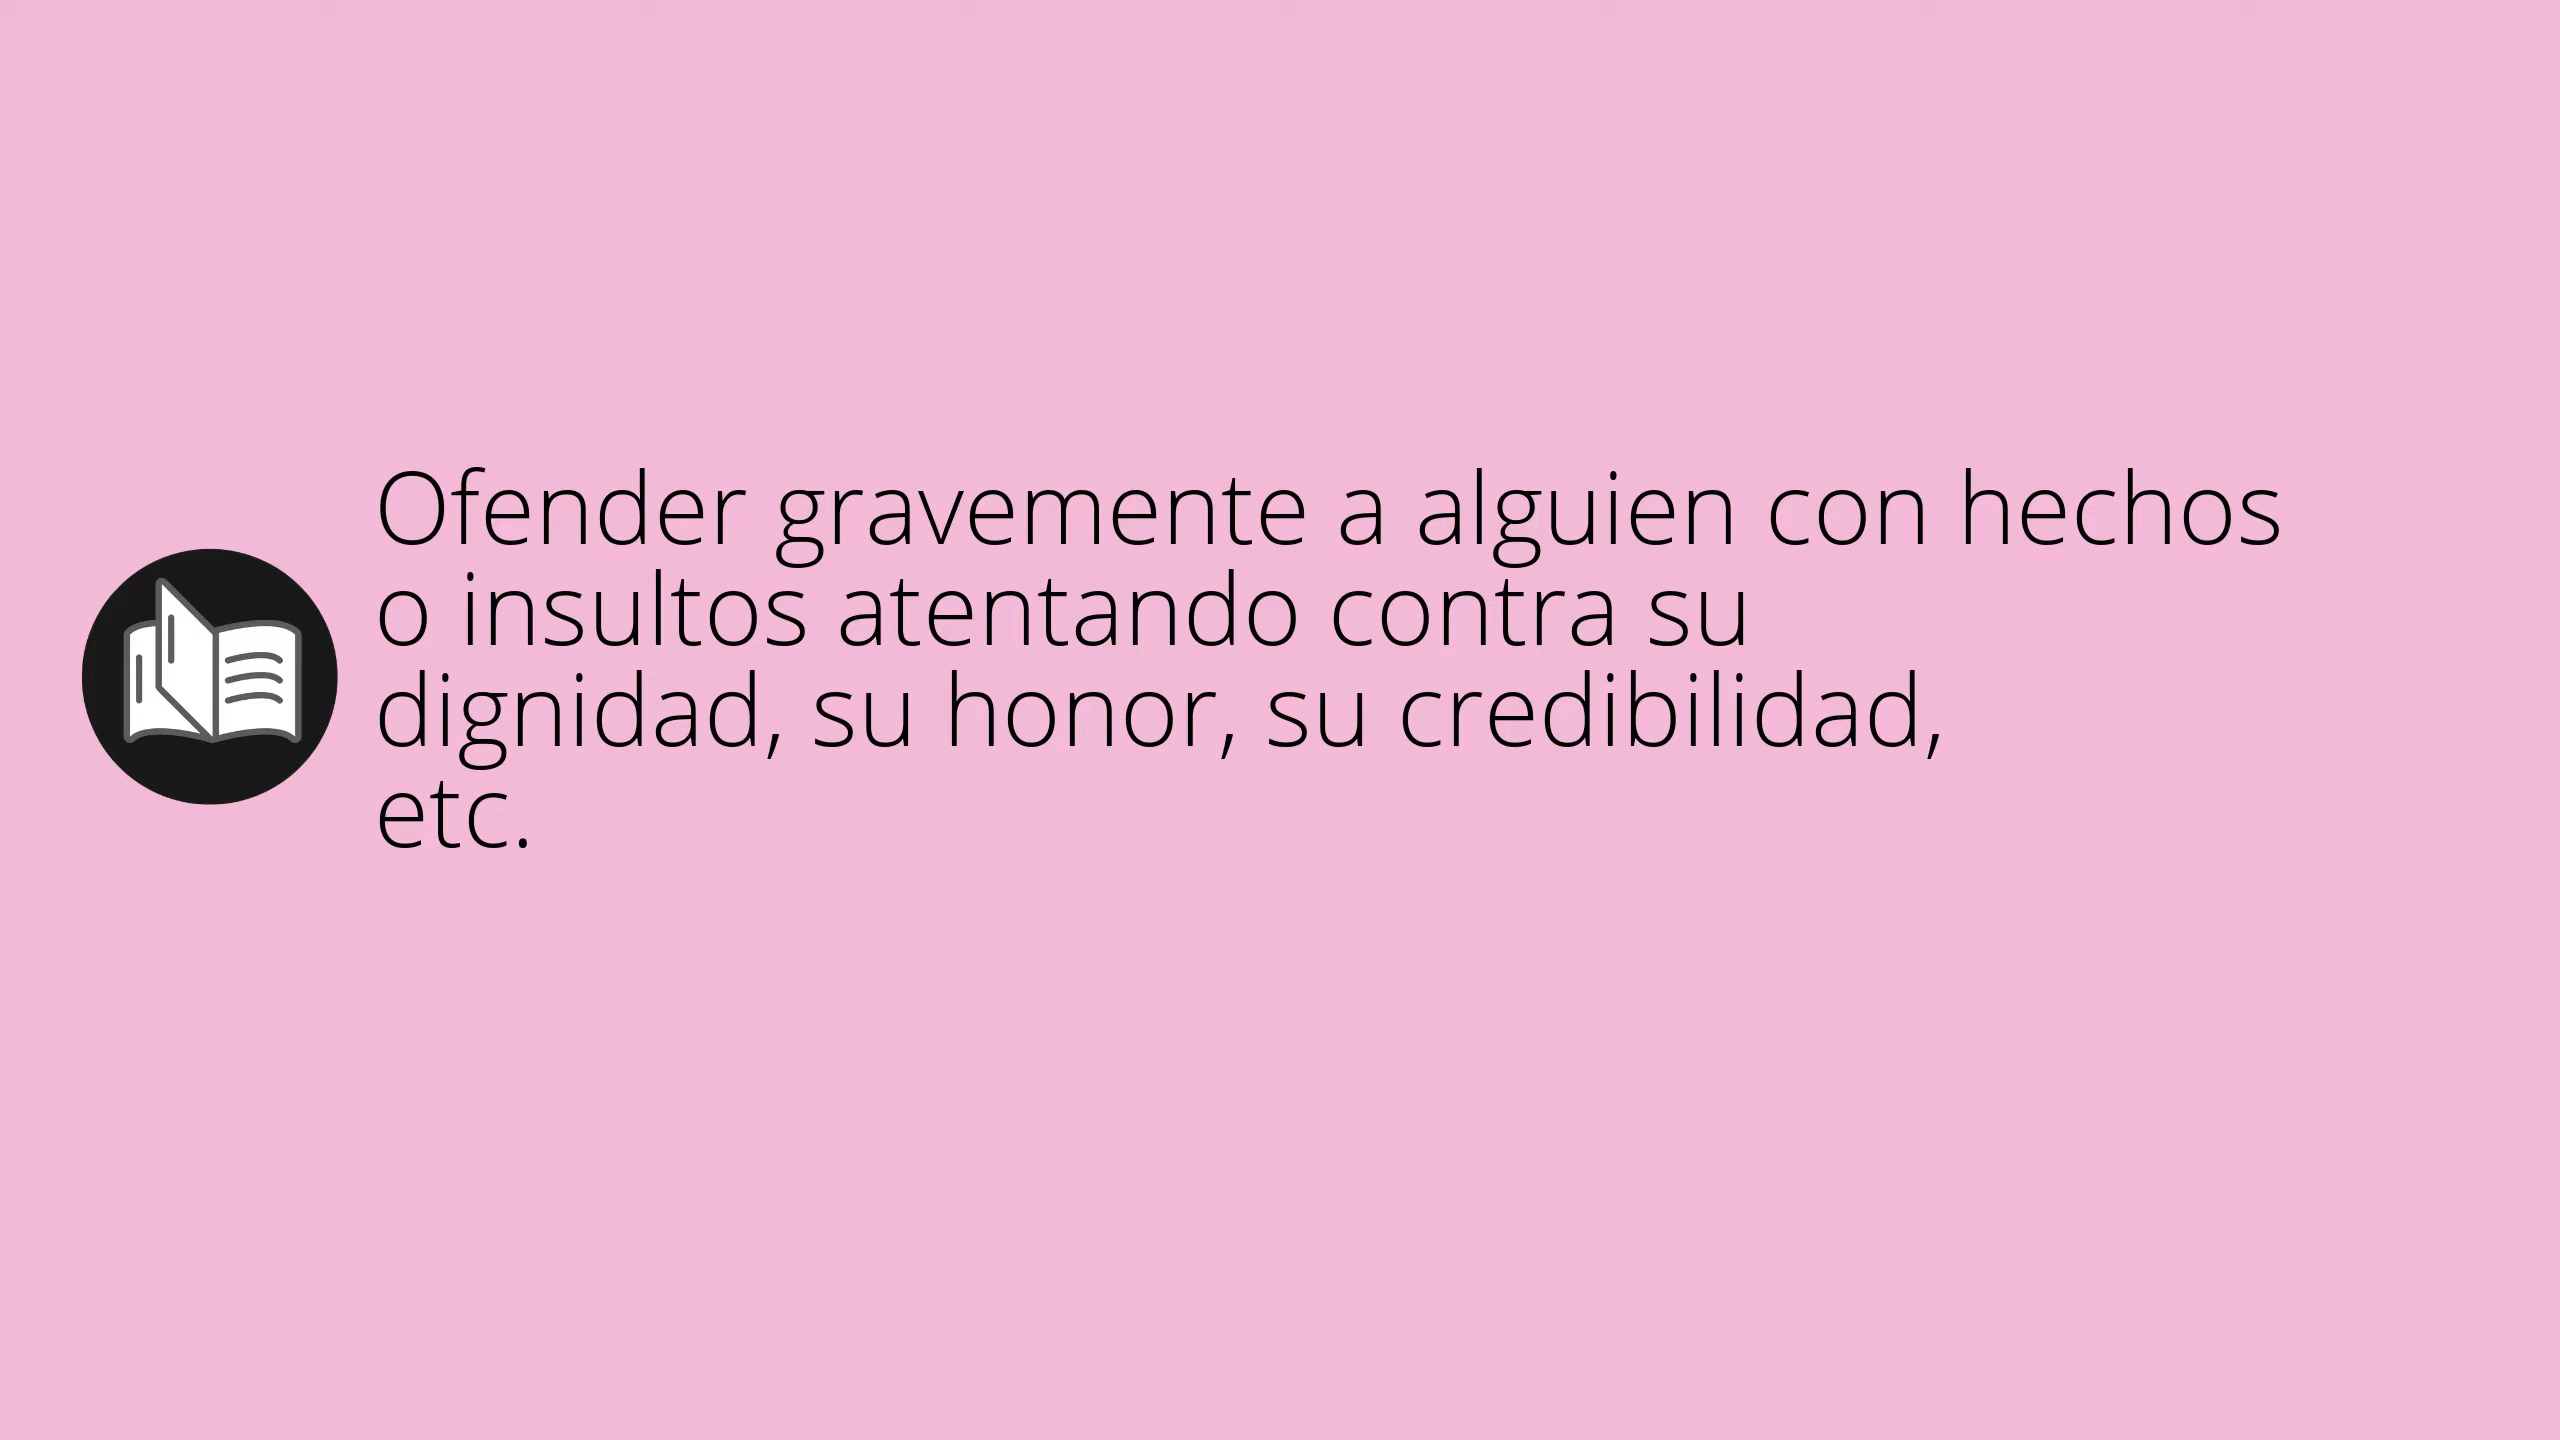 Ofender gravemente a alguien con hechos
o insultos atentando contra su
dignidad, su honor, su credibilidad,
etc.